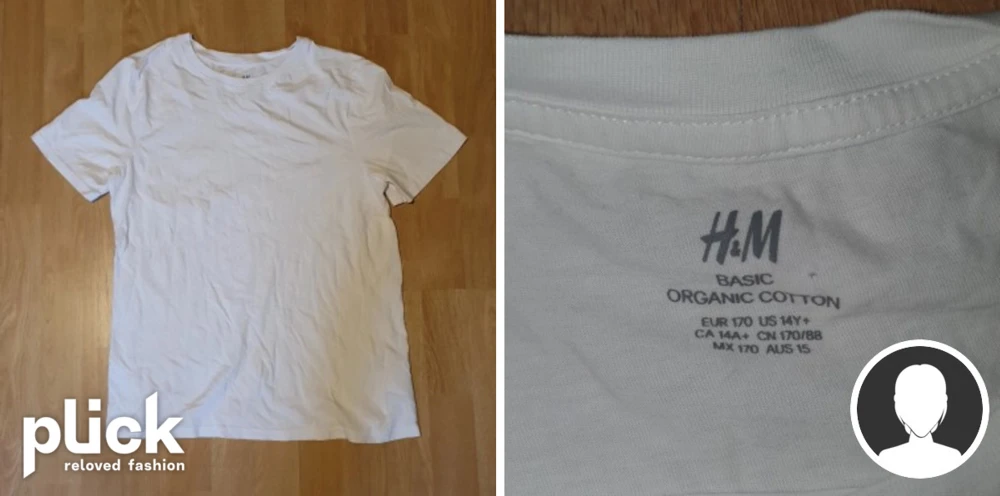 plick
reloved fashion
H&M
BASIC
ORGANIC COTTON
EUR 170 US 14Y+
CA 14A+ CN 170/88
MX 170 AUS 15